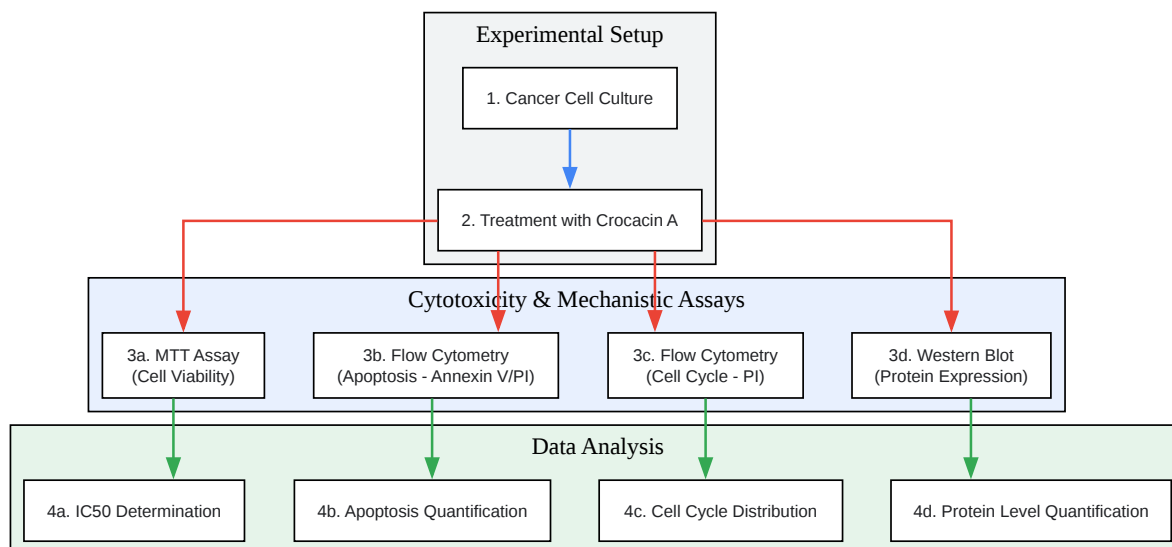 Experimental Setup
1. Cancer Cell Culture
2. Treatment with Crocacin A
Cytotoxicity & Mechanistic Assays
3a. MTT Assay
(Cell Viability)
3b. Flow Cytometry
(Apoptosis - Annexin V/PI)
3c. Flow Cytometry
(Cell Cycle - PI)
3d. Western Blot
(Protein Expression)
Data Analysis
4a. IC50 Determination
4b. Apoptosis Quantification
4c. Cell Cycle Distribution
4d. Protein Level Quantification